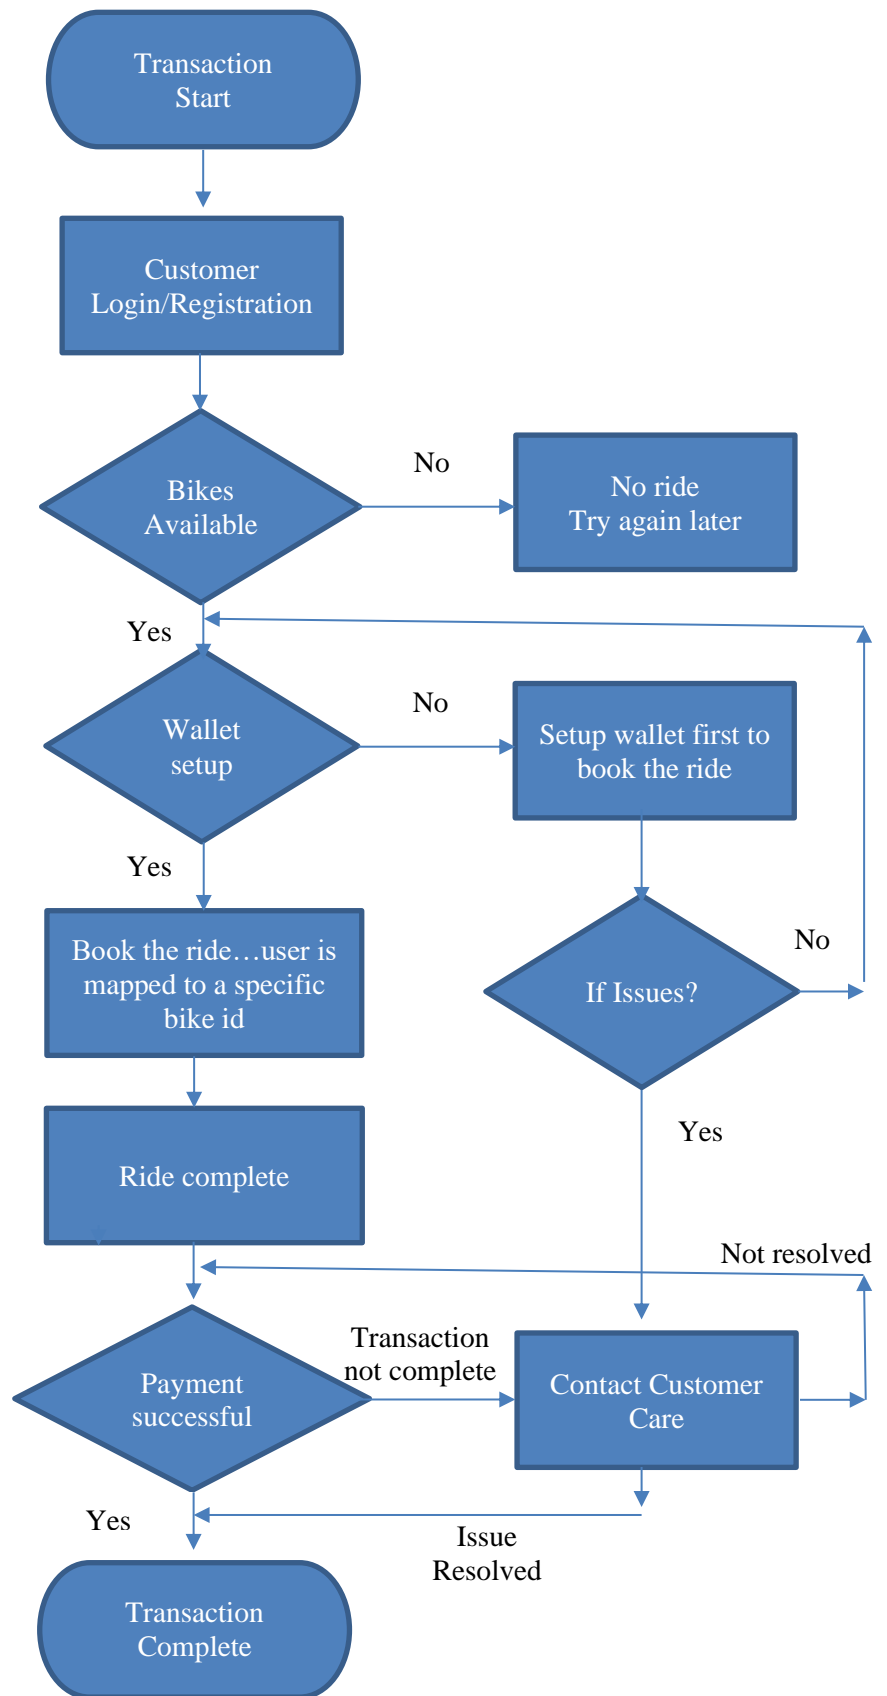 Transaction
Start
Customer
Login/Registration
Bikes
Available
No
No ride
Try again later
Yes
Wallet
setup
No
Setup wallet first to
book the ride
Yes
Book the ride…user is
mapped to a specific
bike id
If Issues?
No
Yes
Ride complete
Not resolved
Payment
successful
Transaction
not complete
Contact Customer
Care
Yes
Issue
Resolved
Transaction
Complete